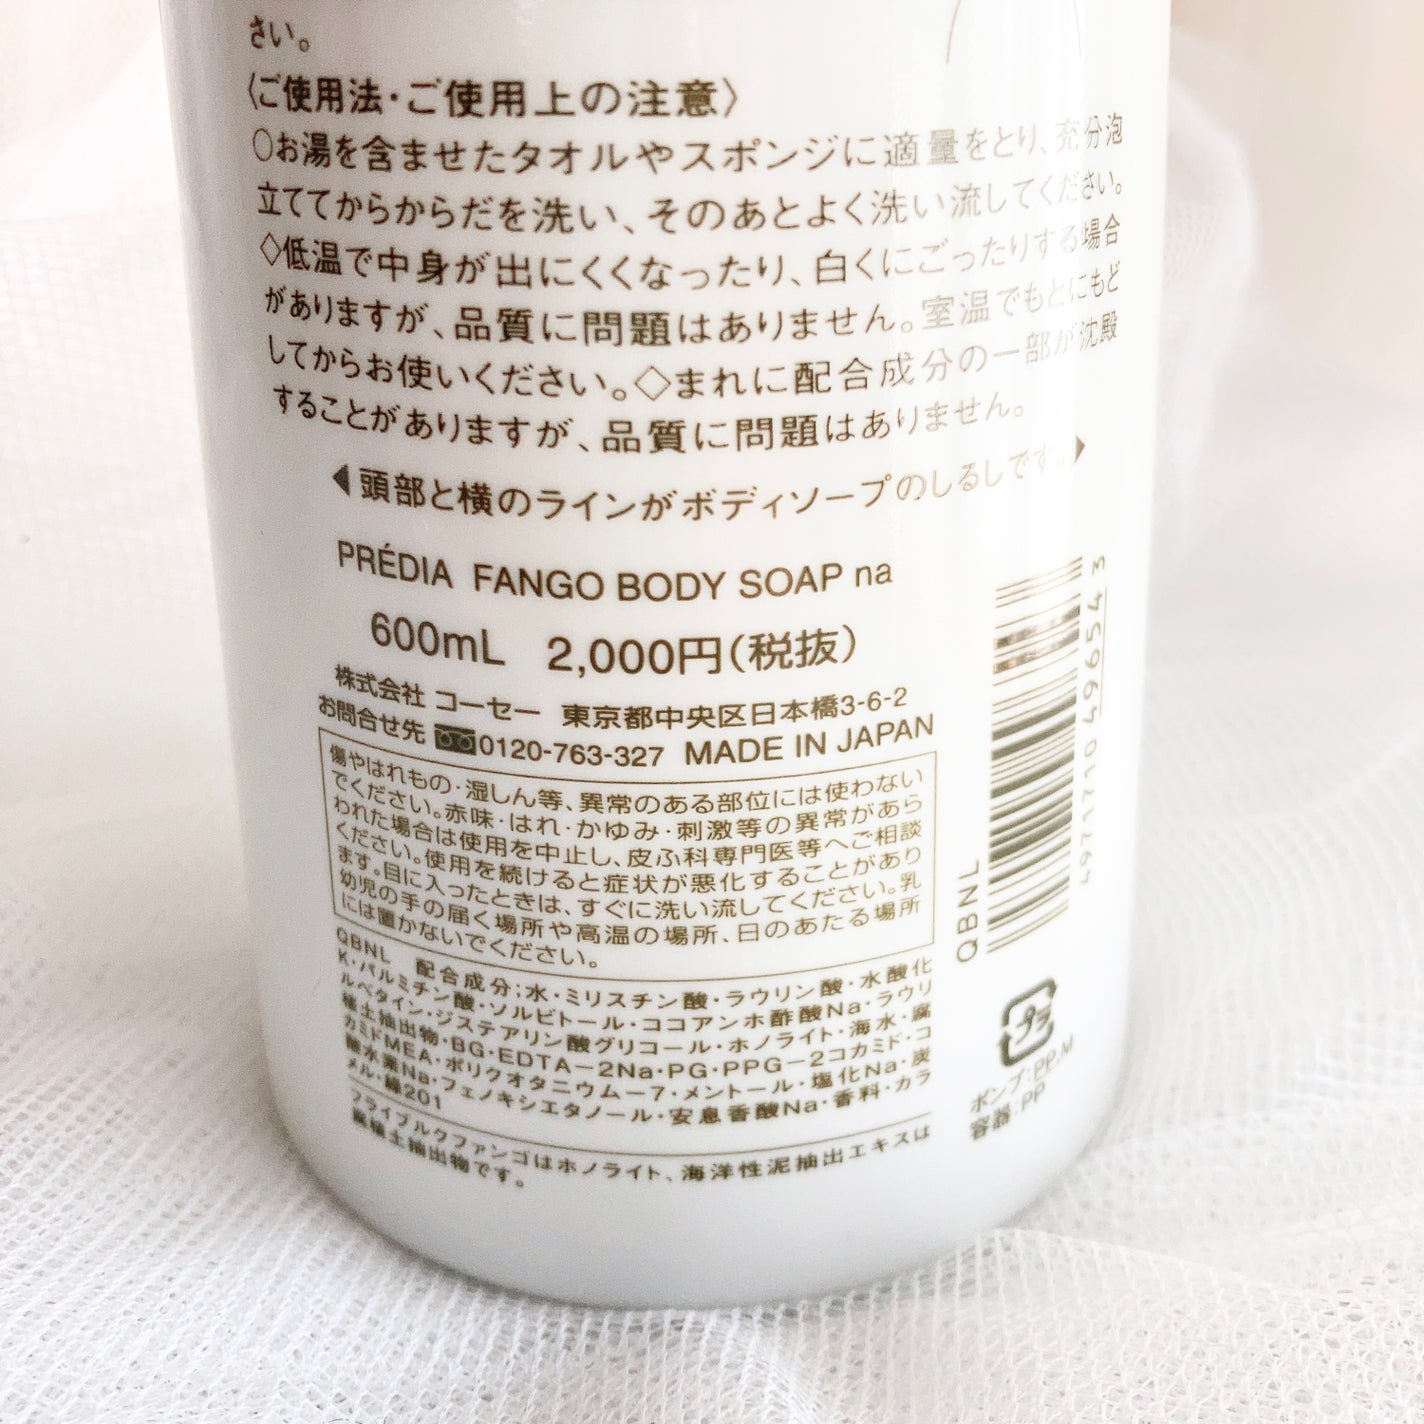 さい。
〈ご使用法・ご使用上の注意〉
○お湯を含ませたタオルやスポンジに適量をとり、充分泡
立ててからからだを洗い、そのあとよく洗い流してください。
◇低温で中身が出にくくなったり、白くにごったりする場合
がありますが、品質に問題はありません。室温でもとにもど
してからお使いください。◇まれに配合成分の一部が沈殿
することがありますが、品質に問題はありません。
◀頭部と横のラインがボディソープのしるしです。▶
PRÉDIA FANGO BODY SOAP na
600mL 2,000円(税抜)
株式会社 コーセー 東京都中央区日本橋3-6-2
お問合せ先 0120-763-327 MADE IN JAPAN
傷やはれもの・湿しん等、異常のある部位には使わない
でください。赤味・はれ・かゆみ・刺激等の異常があら
われた場合は使用を中止し、皮ふ科専門医等へご相談
ください。使用を続けると症状が悪化することがあり
ます。目に入ったときは、すぐに洗い流してください。乳
幼児の手の届く場所や高温の場所、日のあたる場所
には置かないでください。
QBNL 配合成分;水・ミリスチン酸・ラウリン酸・水酸化
K・パルミチン酸・ソルビトール・ココアンホ酢酸Na・ラウリ
ルベタイン・ジステアリン酸グリコール・ホノライト・海水・腐
植土抽出物・BG・EDTA－2Na・PG・PPG－2コカミド・コ
カミドMEA・ポリクオタニウム－7・メントール・塩化Na・炭
酸水素Na・フェノキシエタノール・安息香酸Na・香料・カラ
メル・緑201
フライブルクファンゴはホノライト、海洋性泥抽出エキスは
腐植土抽出物です。
QBNL
4971710 496543
プラ
ポンプ:PP,M
容器:PP